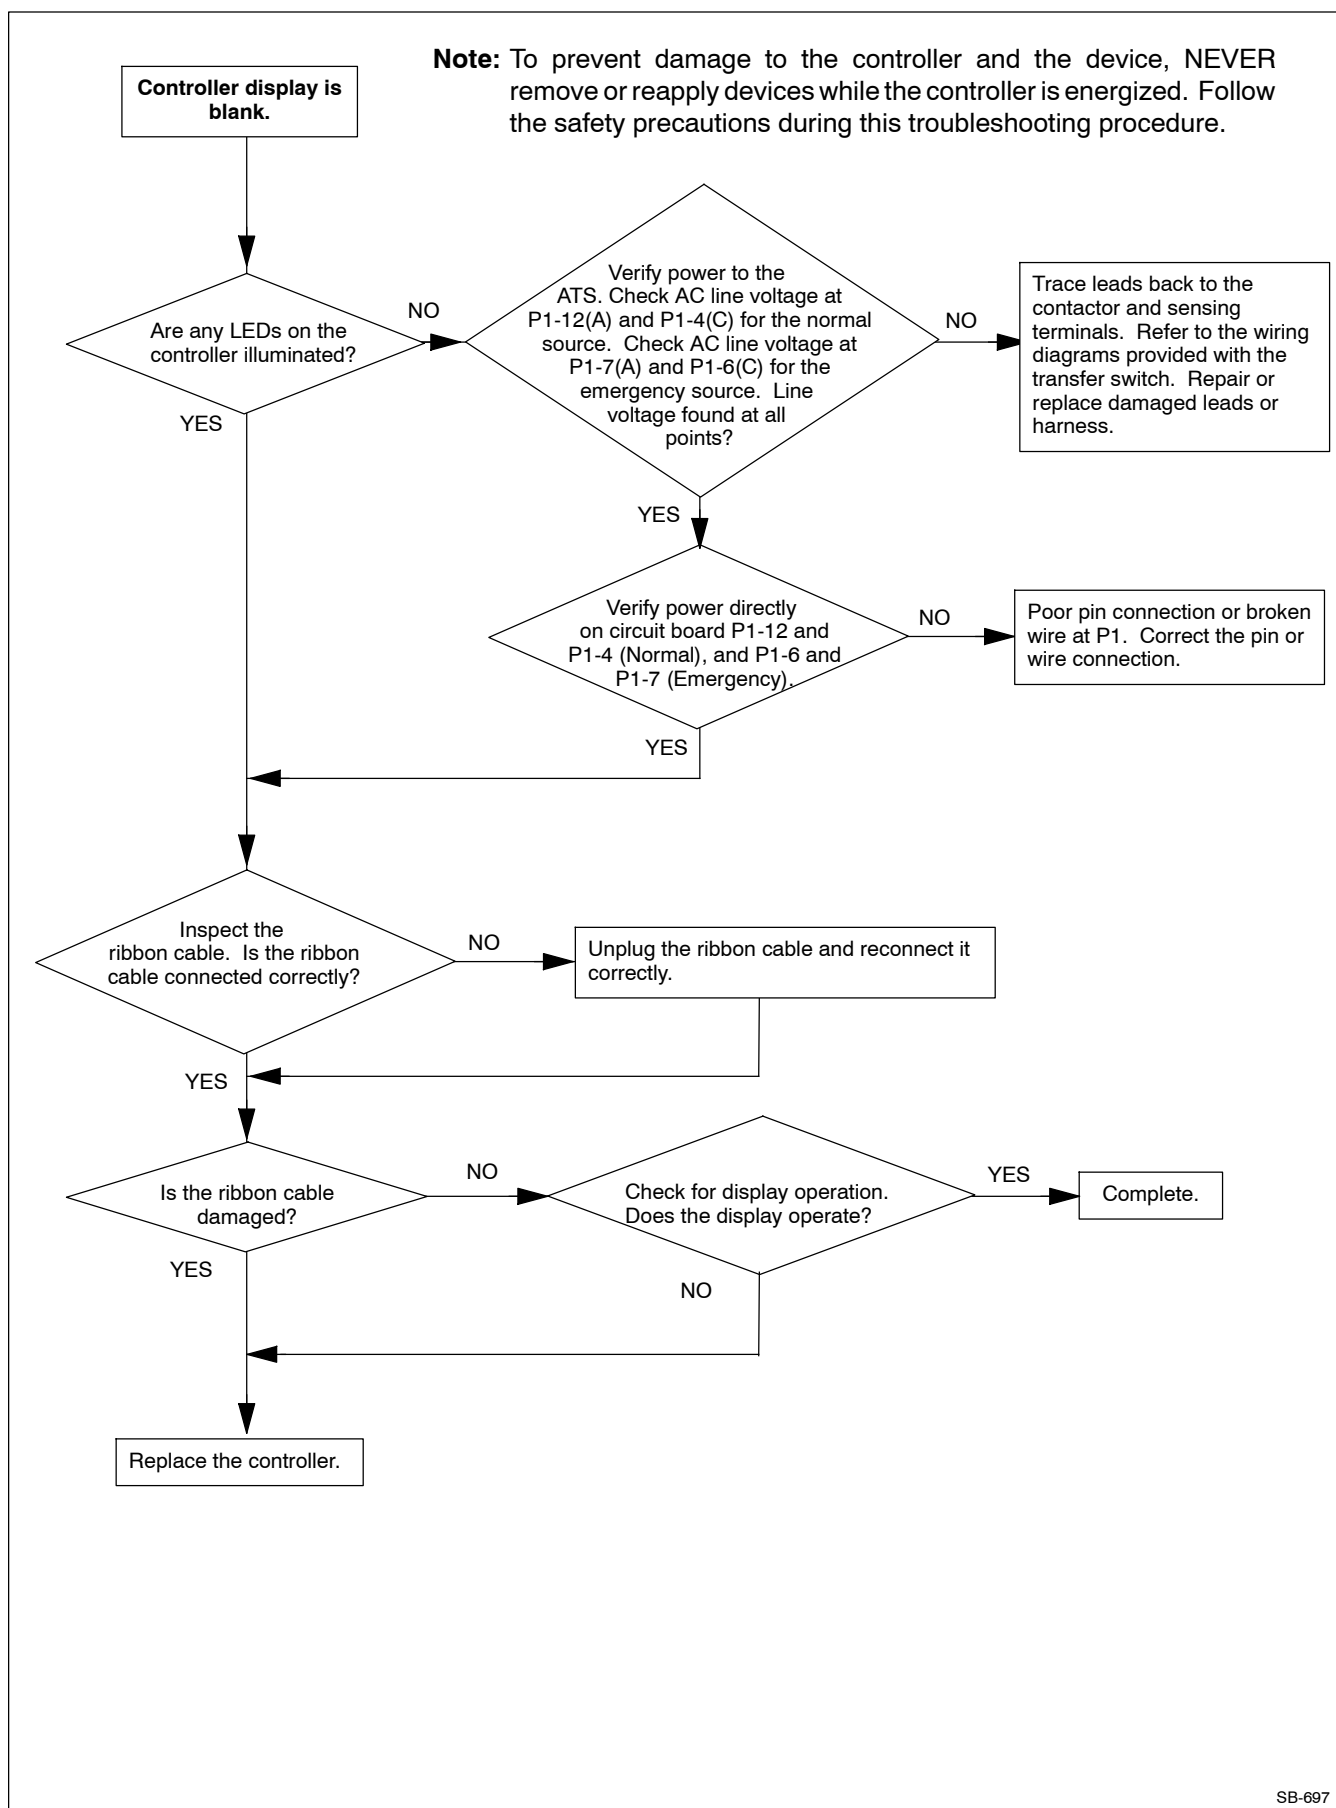 Note: To prevent damage to the controller and the device, NEVER
remove or reapply devices while the controller is energized. Follow
the safety precautions during this troubleshooting procedure.
Controller display is
blank.
Are any LEDs on the
controller illuminated?
NO
YES
Verify power to the
ATS. Check AC line voltage at
P1-12(A) and P1-4(C) for the normal
source. Check AC line voltage at
P1-7(A) and P1-6(C) for the
emergency source. Line
voltage found at all
points?
NO
Trace leads back to the
contactor and sensing
terminals. Refer to the wiring
diagrams provided with the
transfer switch. Repair or
replace damaged leads or
harness.
YES
Verify power directly
on circuit board P1-12 and
P1-4 (Normal), and P1-6 and
P1-7 (Emergency).
NO
Poor pin connection or broken
wire at P1. Correct the pin or
wire connection.
YES
Inspect the
ribbon cable. Is the ribbon
cable connected correctly?
NO
Unplug the ribbon cable and reconnect it
correctly.
YES
Is the ribbon cable
damaged?
NO
Check for display operation.
Does the display operate?
YES
Complete.
YES
NO
Replace the controller.
SB-697